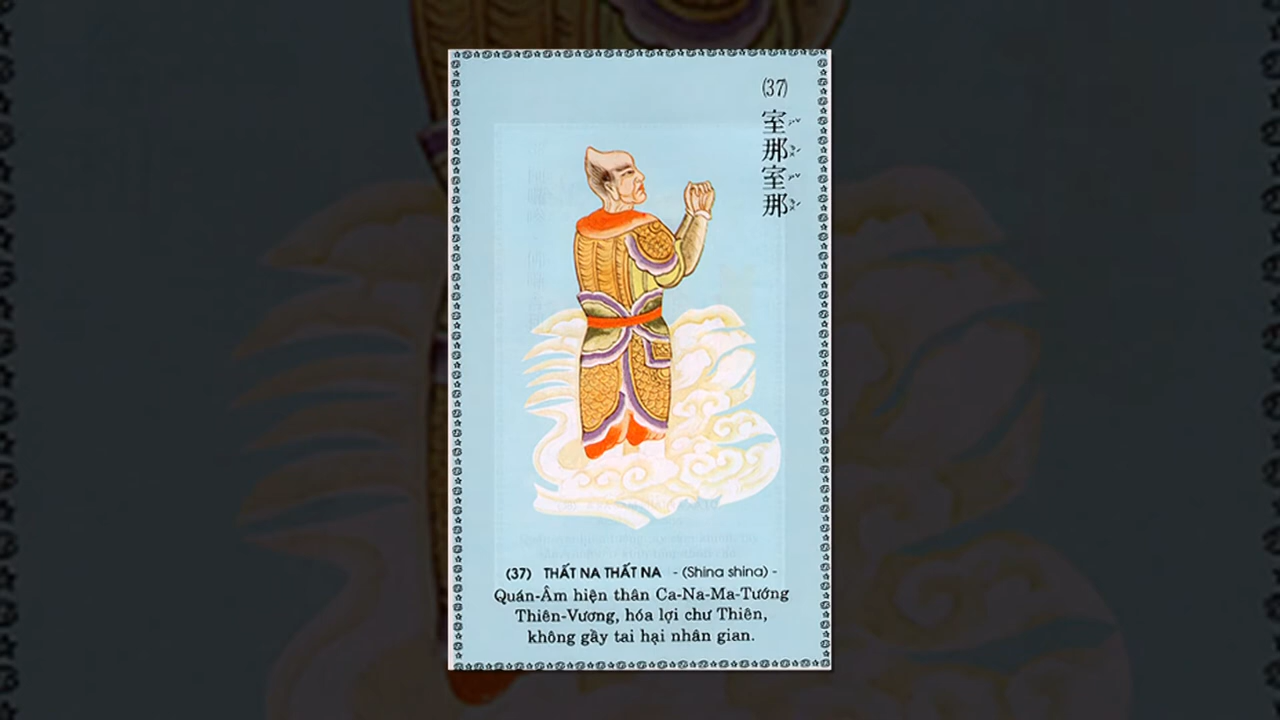 (37)
室那室那
(37) THẤT NA THẤT NA - (Shina shina) -
Quán-Âm hiện thân Ca-Na-Ma-Tướng
Thiên-Vương, hóa lợi chư Thiên,
không gầy tai hại nhân gian.